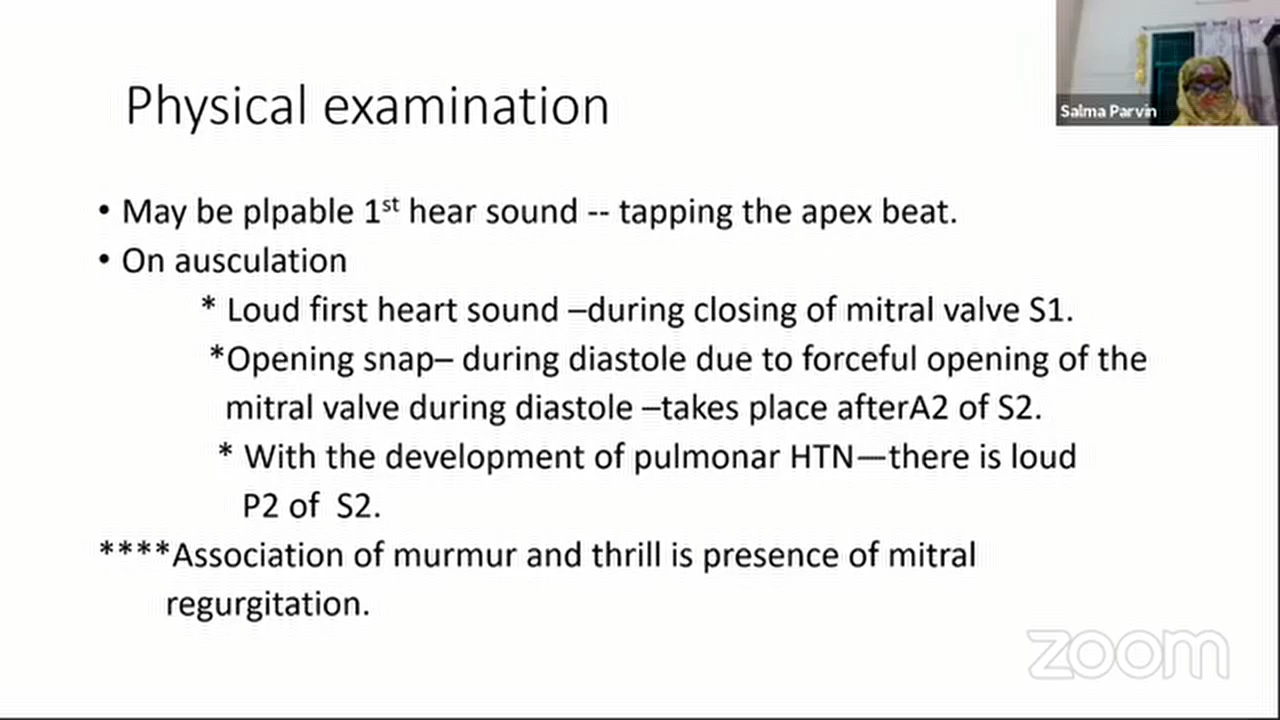 Physical examination
Salma Parvin
• May be plpable 1st hear sound -- tapping the apex beat.
• On ausculation
* Loud first heart sound –during closing of mitral valve S1.
*Opening snap– during diastole due to forceful opening of the
mitral valve during diastole –takes place afterA2 of S2.
* With the development of pulmonar HTN—there is loud
P2 of S2.
****Association of murmur and thrill is presence of mitral
regurgitation.
zoom